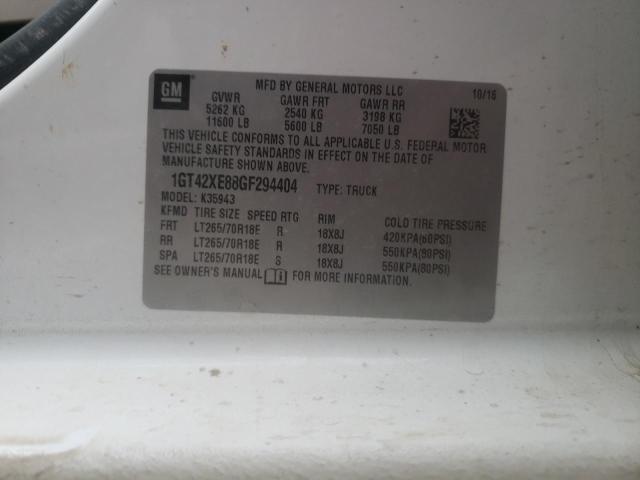 GM
MFD BY GENERAL MOTORS LLC
10/16
GVWR GAWR FRT GAWR RR
5262 KG 2540 KG 3198 KG
11600 LB 5600 LB 7050 LB
THIS VEHICLE CONFORMS TO ALL APPLICABLE U.S. FEDERAL MOTOR
VEHICLE SAFETY STANDARDS IN EFFECT ON THE DATE OF
MANUFACTURE SHOWN ABOVE.
1GT42XE88GF294404 TYPE: TRUCK
MODEL: K35943
KFMD TIRE SIZE SPEED RTG RIM COLD TIRE PRESSURE
FRT LT265/70R18E R 18X8J 420KPA(60PSI)
RR LT265/70R18E R 18X8J 550KPA(80PSI)
SPA LT265/70R18E S 18X8J 550KPA(80PSI)
SEE OWNER'S MANUAL FOR MORE INFORMATION.